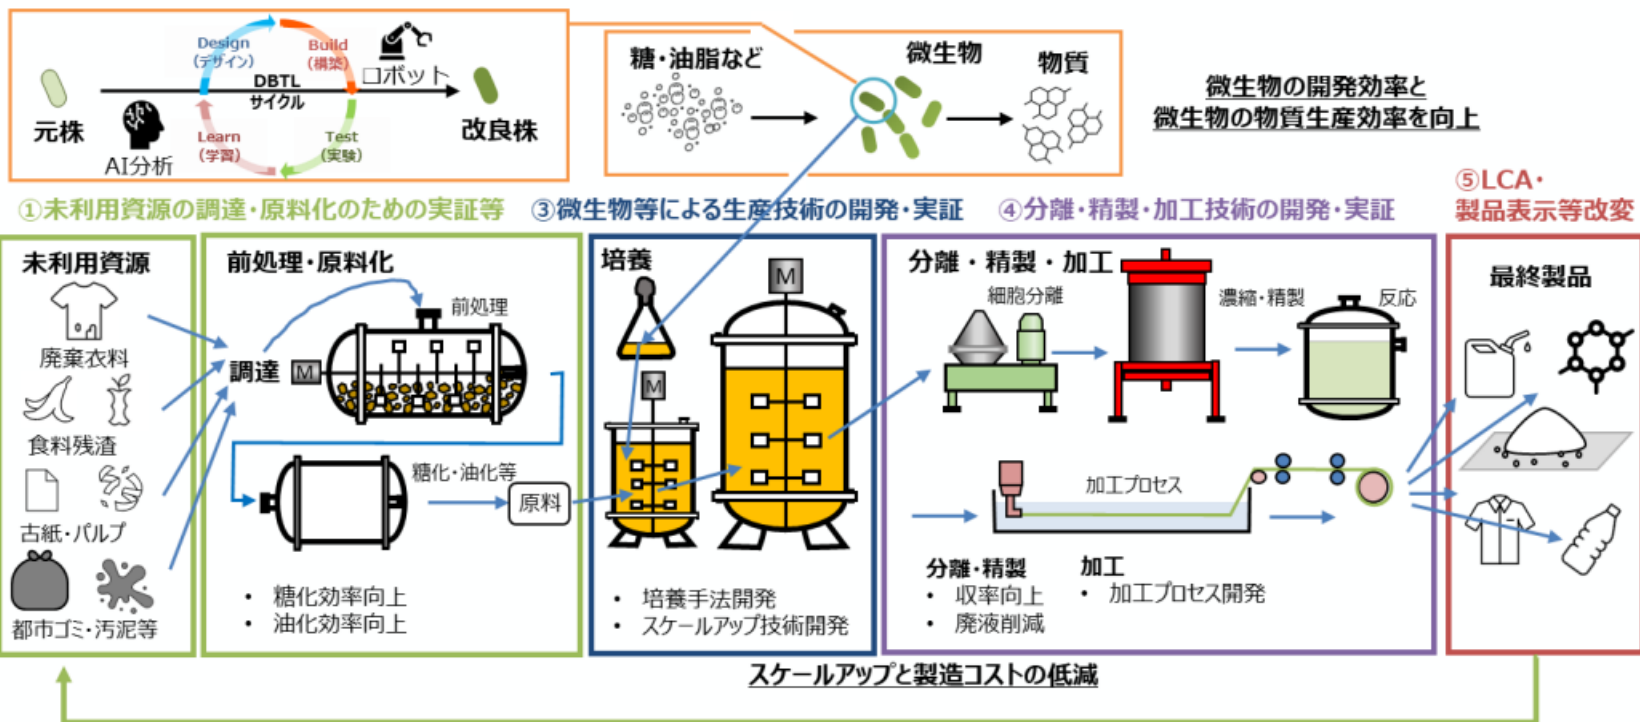 Design
(デザイン)
Build
(構築)
ロボット
DBTL
サイクル
元株
改良株
AI分析
Learn
(学習)
Test
(実験)
糖・油脂など
微生物
物質
微生物の開発効率と
微生物の物質生産効率を向上
①未利用資源の調達・原料化のための実証等
③微生物等による生産技術の開発・実証
④分離・精製・加工技術の開発・実証
⑤LCA・
製品表示等改変
未利用資源
廃棄衣料
食料残渣
古紙・パルプ
都市ゴミ・汚泥等
前処理・原料化
前処理
調達
M
糖化・油化等
原料
• 糖化効率向上
• 油化効率向上
培養
M
M
• 培養手法開発
• スケールアップ技術開発
分離・精製・加工
細胞分離
濃縮・精製
反応
加工プロセス
分離・精製
• 収率向上
• 廃液削減
加工
• 加工プロセス開発
最終製品
スケールアップと製造コストの低減